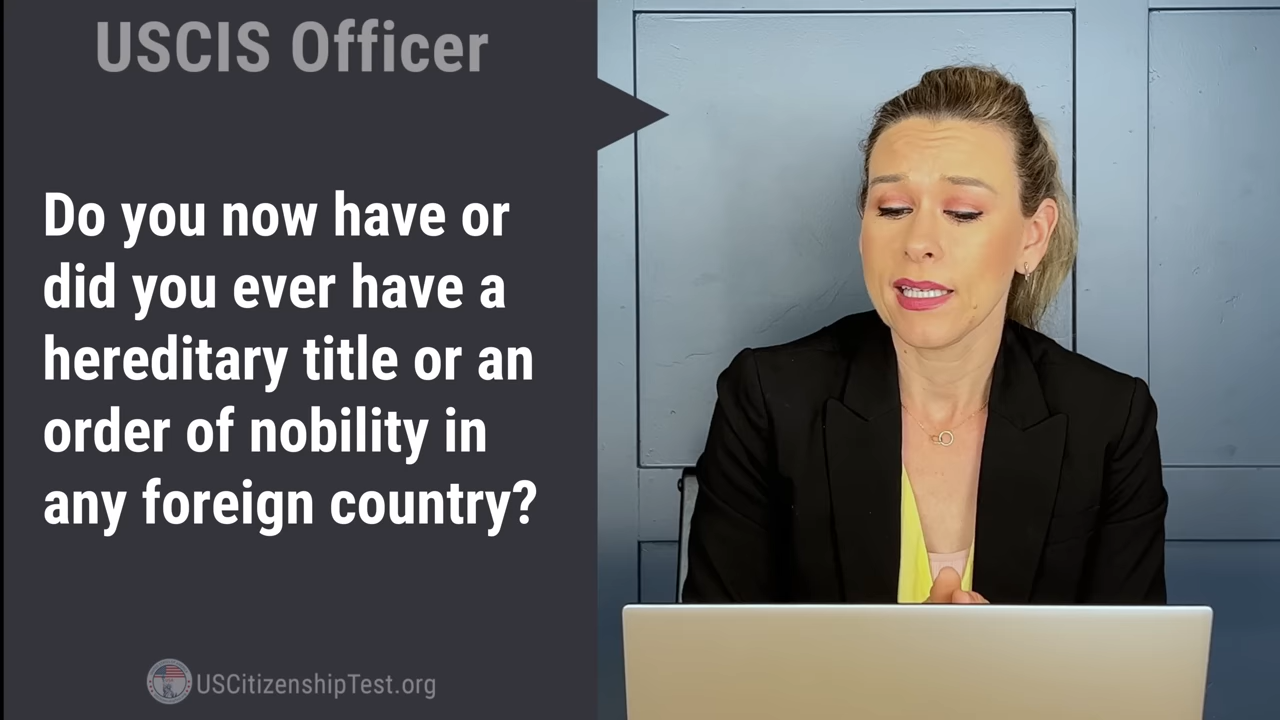 USCIS Officer
Do you now have or
did you ever have a
hereditary title or an
order of nobility in
any foreign country?
USCitizenshipTest.org